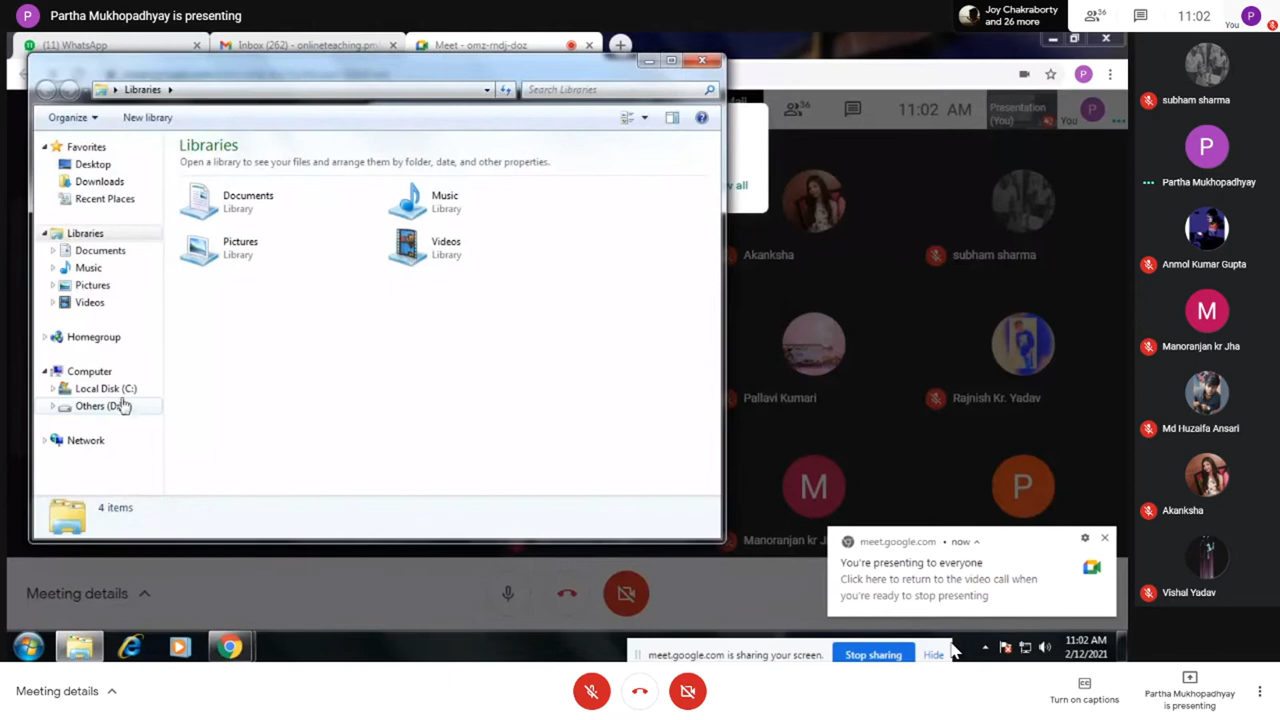 P Partha Mukhopadhyay is presenting
Joy Chakraborty
and 26 more
36
11:02
You
P
(11) WhatsApp
Inbox (262) - onlineteaching.pml
Meet - omz-rndj-doz
Libraries
Search Libraries
Organize
New library
Favorites
Desktop
Downloads
Recent Places
Libraries
Documents
Music
Pictures
Videos
Homegroup
Computer
Local Disk (C:)
Others (D:)
Network
Libraries
Open a library to see your files and arrange them by folder, date, and other properties.
Documents
Library
Music
Library
Pictures
Library
Videos
Library
4 items
P
36
11:02 AM
Presentation
(You)
You
P
w all
Akanksha
subham sharma
Pallavi Kumari
Rajnish Kr. Yadav
M
P
Manoranjan kr J
meet.google.com • now
You're presenting to everyone
Click here to return to the video call when
you're ready to stop presenting
Meeting details
meet.google.com is sharing your screen.
Stop sharing
Hide
11:02 AM
2/12/2021
subham sharma
P
Partha Mukhopadhyay
Anmol Kumar Gupta
M
Manoranjan kr Jha
Md Huzaifa Ansari
Akanksha
Vishal Yadav
Meeting details
Turn on captions
Partha Mukhopadhyay
is presenting